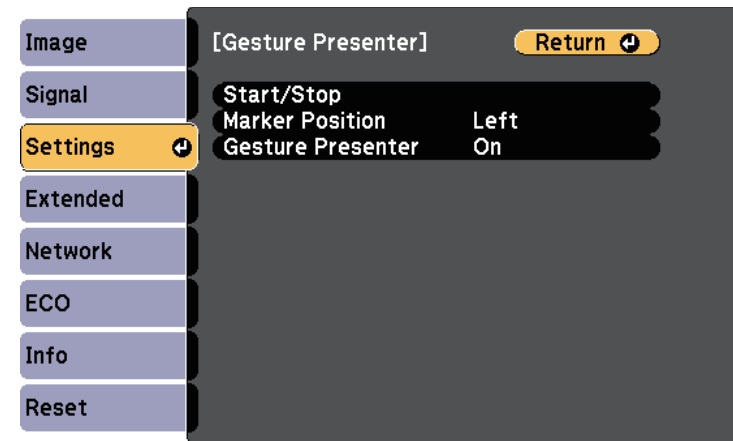 Image
Signal
Settings
Extended
Network
ECO
Info
Reset
[Gesture Presenter]
Return
Start/Stop
Marker Position Left
Gesture Presenter On